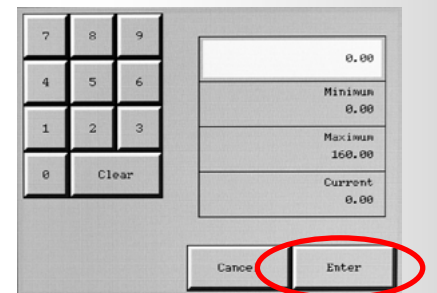 7 8 9
4 5 6
1 2 3
0 Clear
0.00
Minimum
0.00
Maximum
160.00
Current
0.00
Cancel Enter